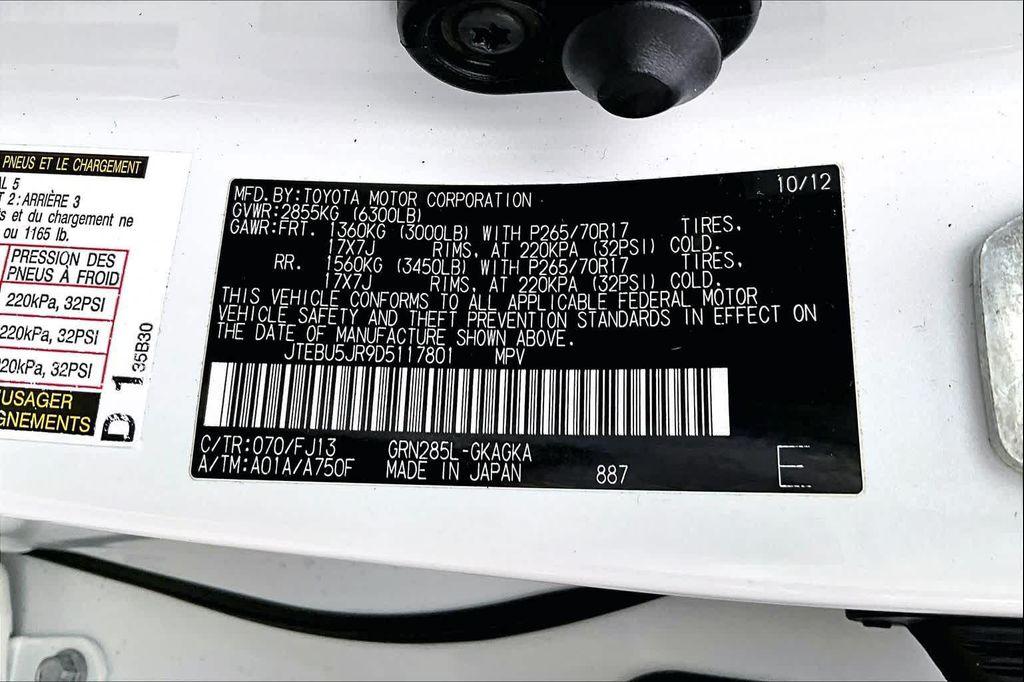 PNEUS ET LE CHARGEMENT
AL 5
2: ARRIÈRE 3
s et du chargement ne
ou 1165 lb.
PRESSION DES
PNEUS À FROID
220kPa, 32PSI
220kPa, 32PSI
20kPa, 32PSI
USAGER
GNEMENTS
D 1 35B30
10/12
MFD. BY: TOYOTA MOTOR CORPORATION
GVWR: 2855KG (6300LB)
GAWR: FRT. 1360KG (3000LB) WITH P265/70R17 TIRES,
17X7J RIMS, AT 220KPA (32PSI) COLD.
RR. 1560KG (3450LB) WITH P265/70R17 TIRES,
17X7J RIMS, AT 220KPA (32PSI) COLD.
THIS VEHICLE CONFORMS TO ALL APPLICABLE FEDERAL MOTOR
VEHICLE SAFETY AND THEFT PREVENTION STANDARDS IN EFFECT ON
THE DATE OF MANUFACTURE SHOWN ABOVE.
JTEBU5JR9D5117801 MPV
C/TR: 070/FJ13 GRN285L-GKAGKA
A/TM: A01A/A750F MADE IN JAPAN 887